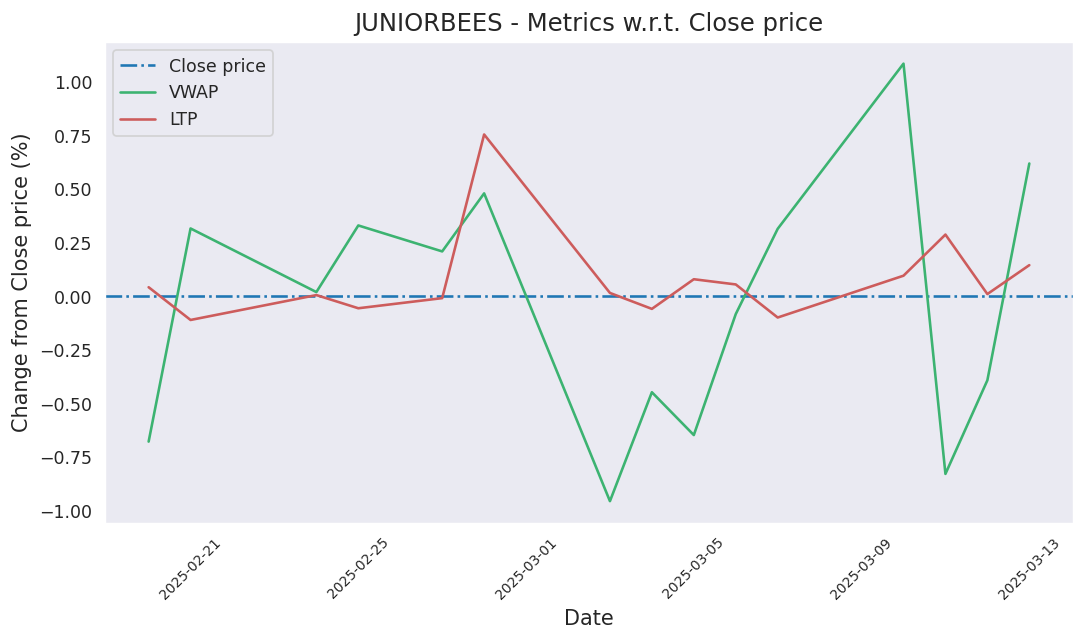 JUNIORBEES - Metrics w.r.t. Close price
Close price
VWAP
LTP
Change from Close price (%)
1.00
0.75
0.50
0.25
0.00
−0.25
−0.50
−0.75
−1.00
2025-02-21
2025-02-25
2025-03-01
2025-03-05
2025-03-09
2025-03-13
Date